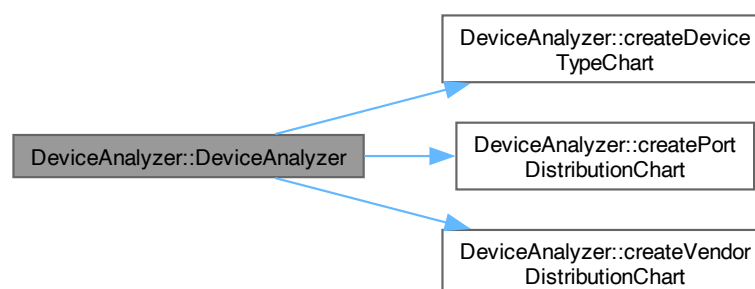 DeviceAnalyzer::createDevice
TypeChart
DeviceAnalyzer::DeviceAnalyzer
DeviceAnalyzer::createPort
DistributionChart
DeviceAnalyzer::createVendor
DistributionChart